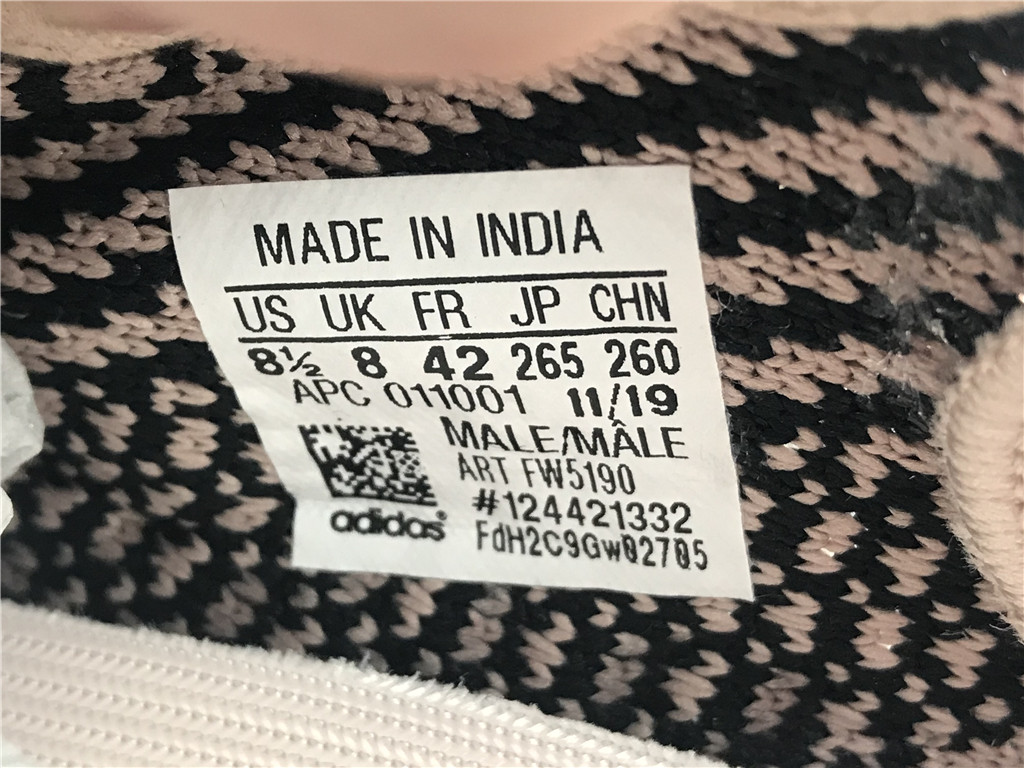 MADE IN INDIA
US UK FR JP CHN
8½ 8 42 265 260
APC 011001 11/19
MALE/MÂLE
ART FW5190
#124421332
adidas® FdH2C9Gw02705